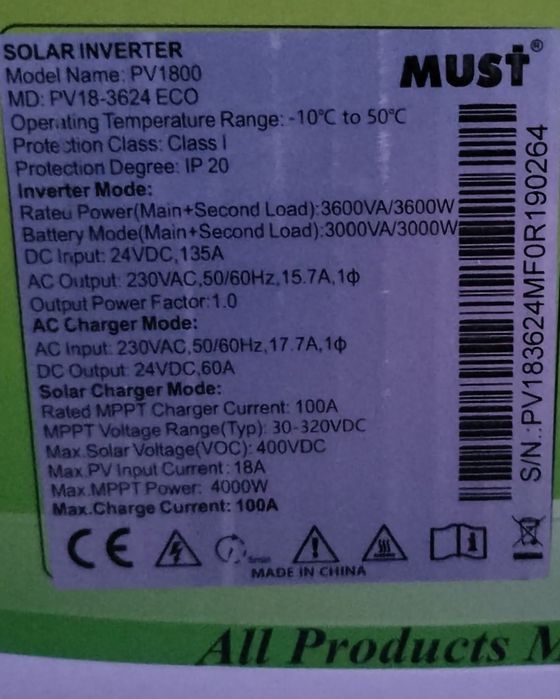 SOLAR INVERTER
MUST®
Model Name: PV1800
MD: PV18-3624 ECO
Operating Temperature Range: -10°C to 50°C
Protection Class: Class I
Protection Degree: IP 20
Inverter Mode:
Rated Power(Main+Second Load):3600VA/3600W
Battery Mode(Main+Second Load):3000VA/3000W
DC Input: 24VDC,135A
AC Output: 230VAC,50/60Hz,15.7A,1ф
Output Power Factor:1.0
AC Charger Mode:
AC Input: 230VAC,50/60Hz,17.7A,1ф
DC Output: 24VDC,60A
Solar Charger Mode:
Rated MPPT Charger Current: 100A
MPPT Voltage Range(Typ): 30-320VDC
Max.Solar Voltage(VOC): 400VDC
Max.PV Input Current: 18A
Max.MPPT Power: 4000W
Max.Charge Current: 100A
S/N.:PV183624MF0R190264
CE
MADE IN CHINA
All Products